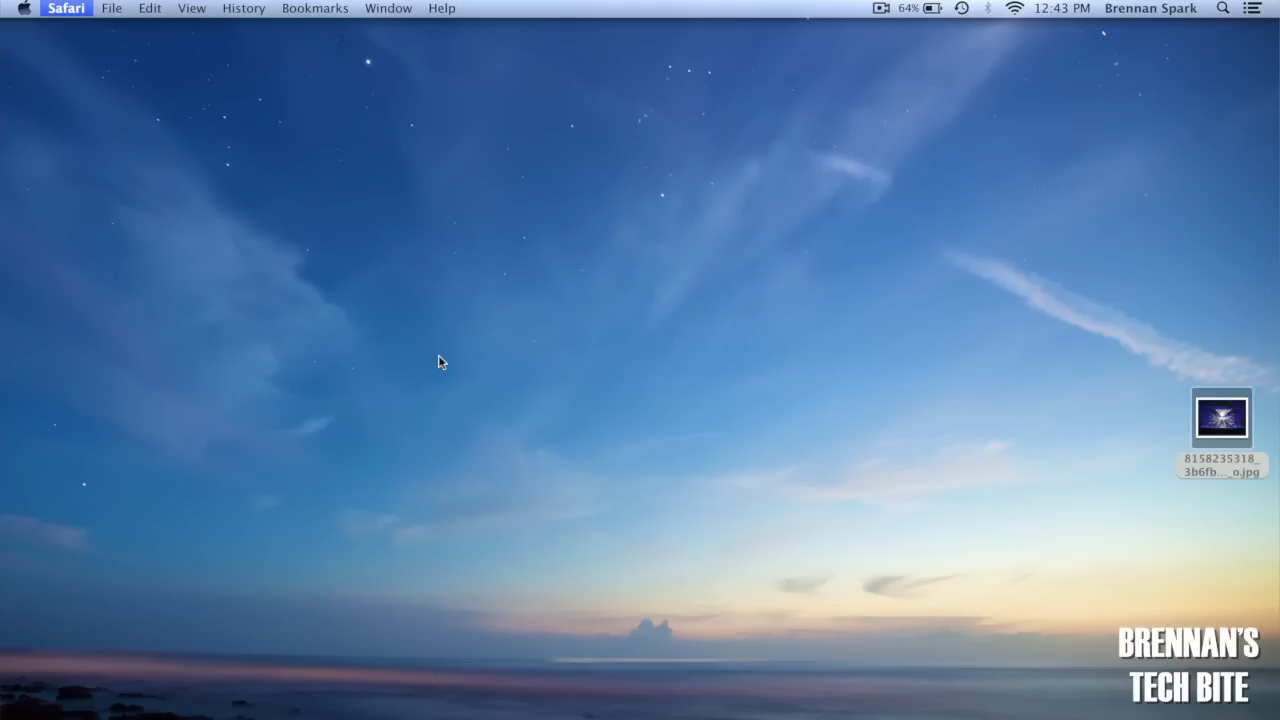 Safari File Edit View History Bookmarks Window Help 64% 12:43 PM Brennan Spark
8158235318_
3b6fb..._o.jpg
BRENNAN'S
TECH BITE